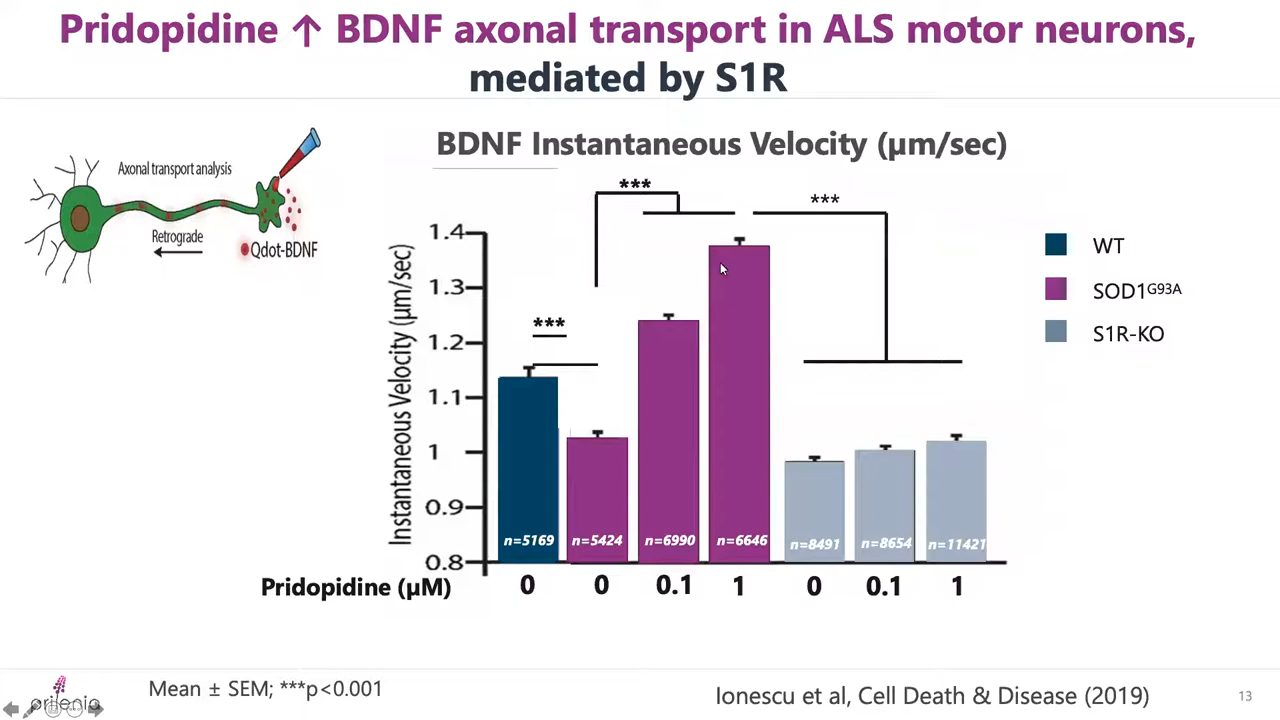 Pridopidine ↑ BDNF axonal transport in ALS motor neurons,
mediated by S1R
Axonal transport analysis
Retrograde
Qdot-BDNF
BDNF Instantaneous Velocity (µm/sec)
***
***
***
Instantaneous Velocity (µm/sec)
1.4
1.3
1.2
1.1
1
0.9
0.8
n=5169
n=5424
n=6990
n=6646
n=8491
n=8654
n=11421
Pridopidine (µM)
0
0
0.1
1
0
0.1
1
WT
SOD1G93A
S1R-KO
prilenia
Mean ± SEM; ***p<0.001
Ionescu et al, Cell Death & Disease (2019)
13